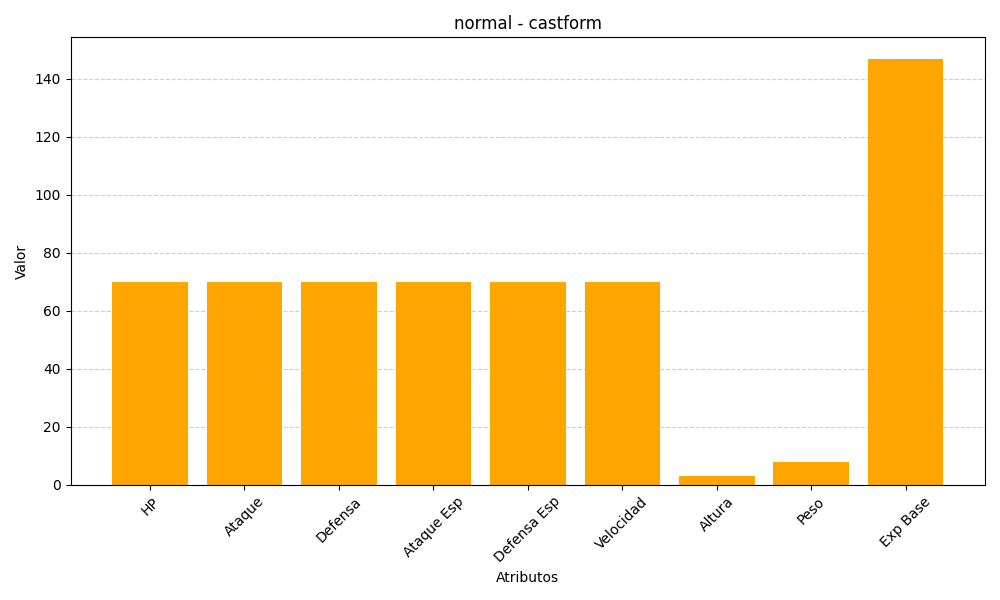 normal - castform
Valor
140
120
100
80
60
40
20
0
HP
Ataque
Defensa
Ataque Esp
Defensa Esp
Velocidad
Altura
Peso
Exp Base
Atributos